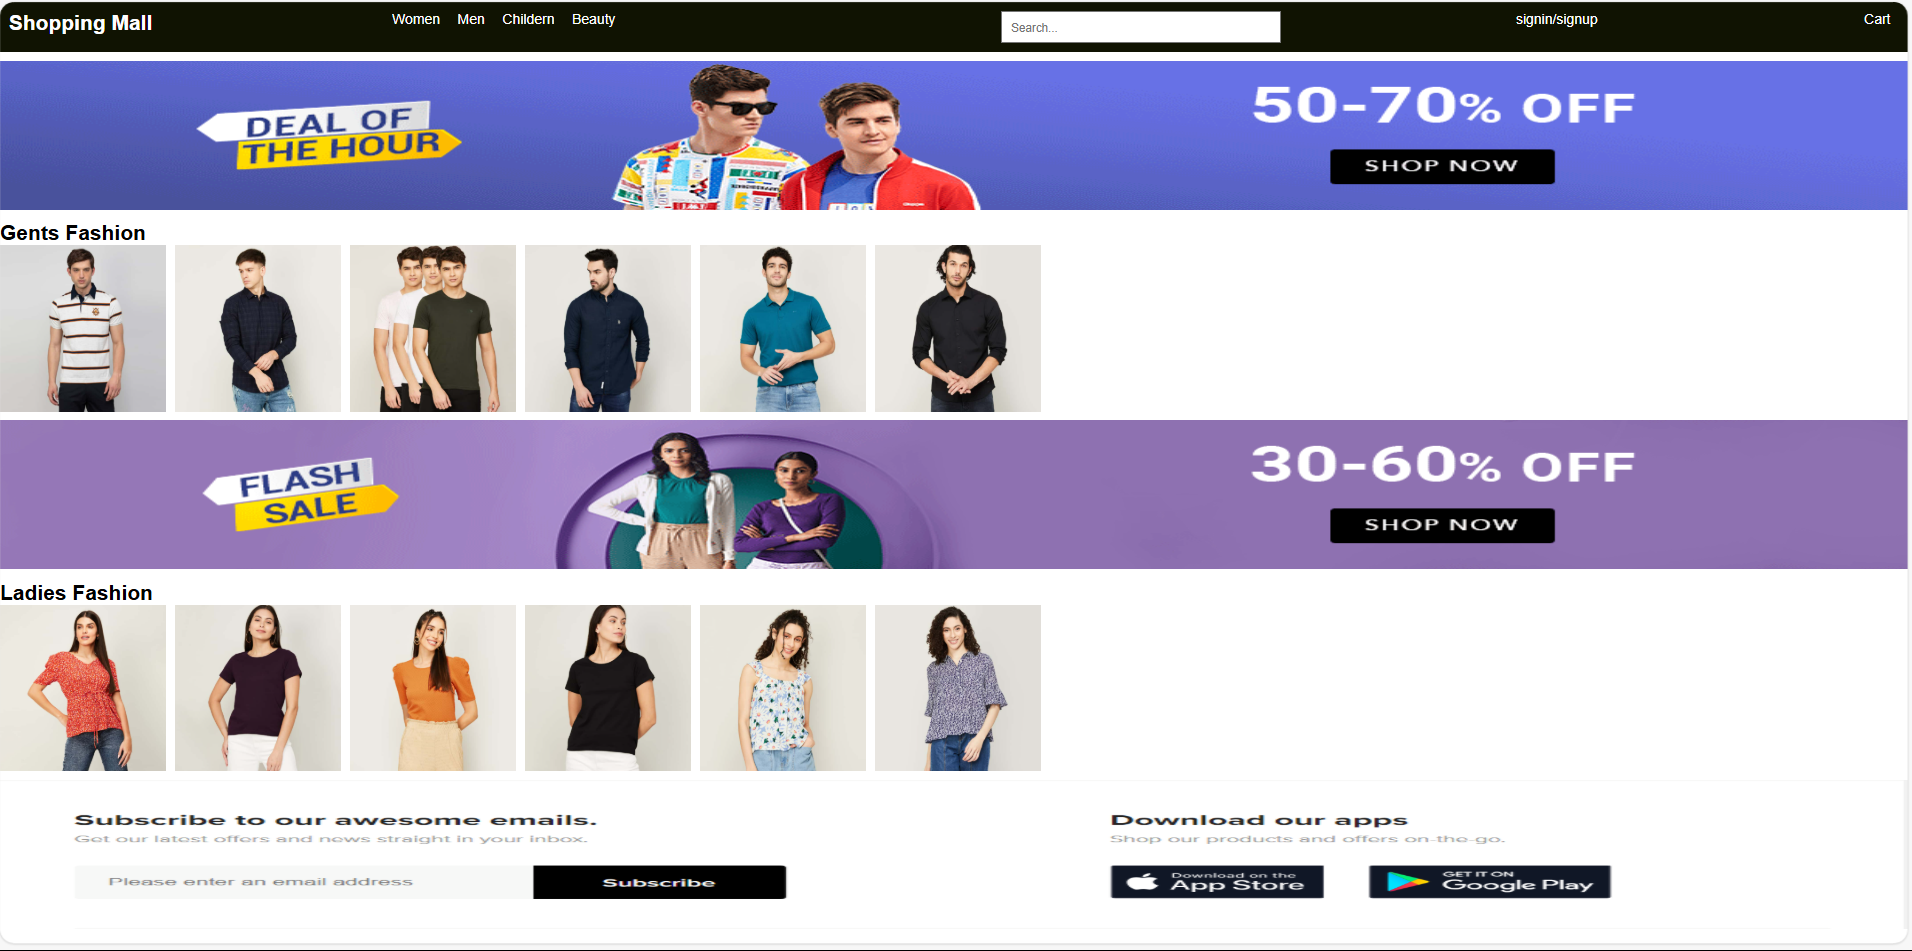 Shopping Mall
Women Men Childern Beauty
Search...
signin/signup
Cart
DEAL OF
THE HOUR
50-70% OFF
SHOP NOW
Gents Fashion
FLASH
SALE
30-60% OFF
SHOP NOW
Ladies Fashion
Subscribe to our awesome emails.
Get our latest offers and news straight in your inbox.
Please enter an email address
Subscribe
Download our apps
Shop our products and offers on-the-go.
Download on the
App Store
GET IT ON
Google Play